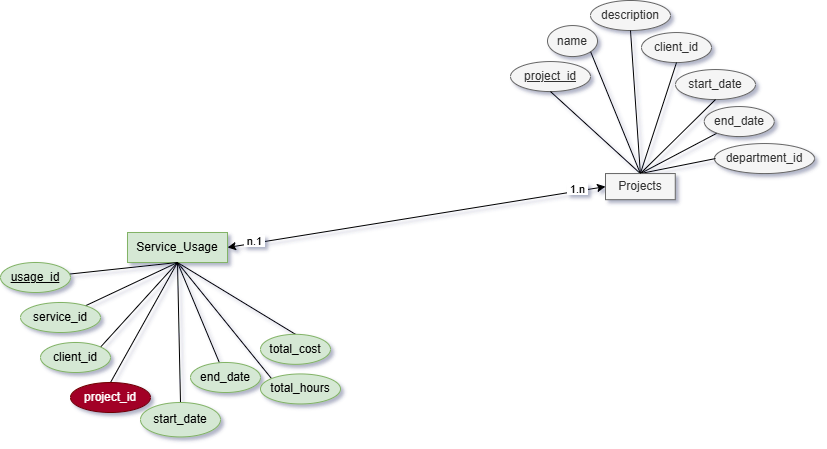 description
name
client_id
project_id
start_date
end_date
department_id
Projects
1.n
n.1
Service_Usage
usage_id
service_id
client_id
project_id
start_date
end_date
total_hours
total_cost